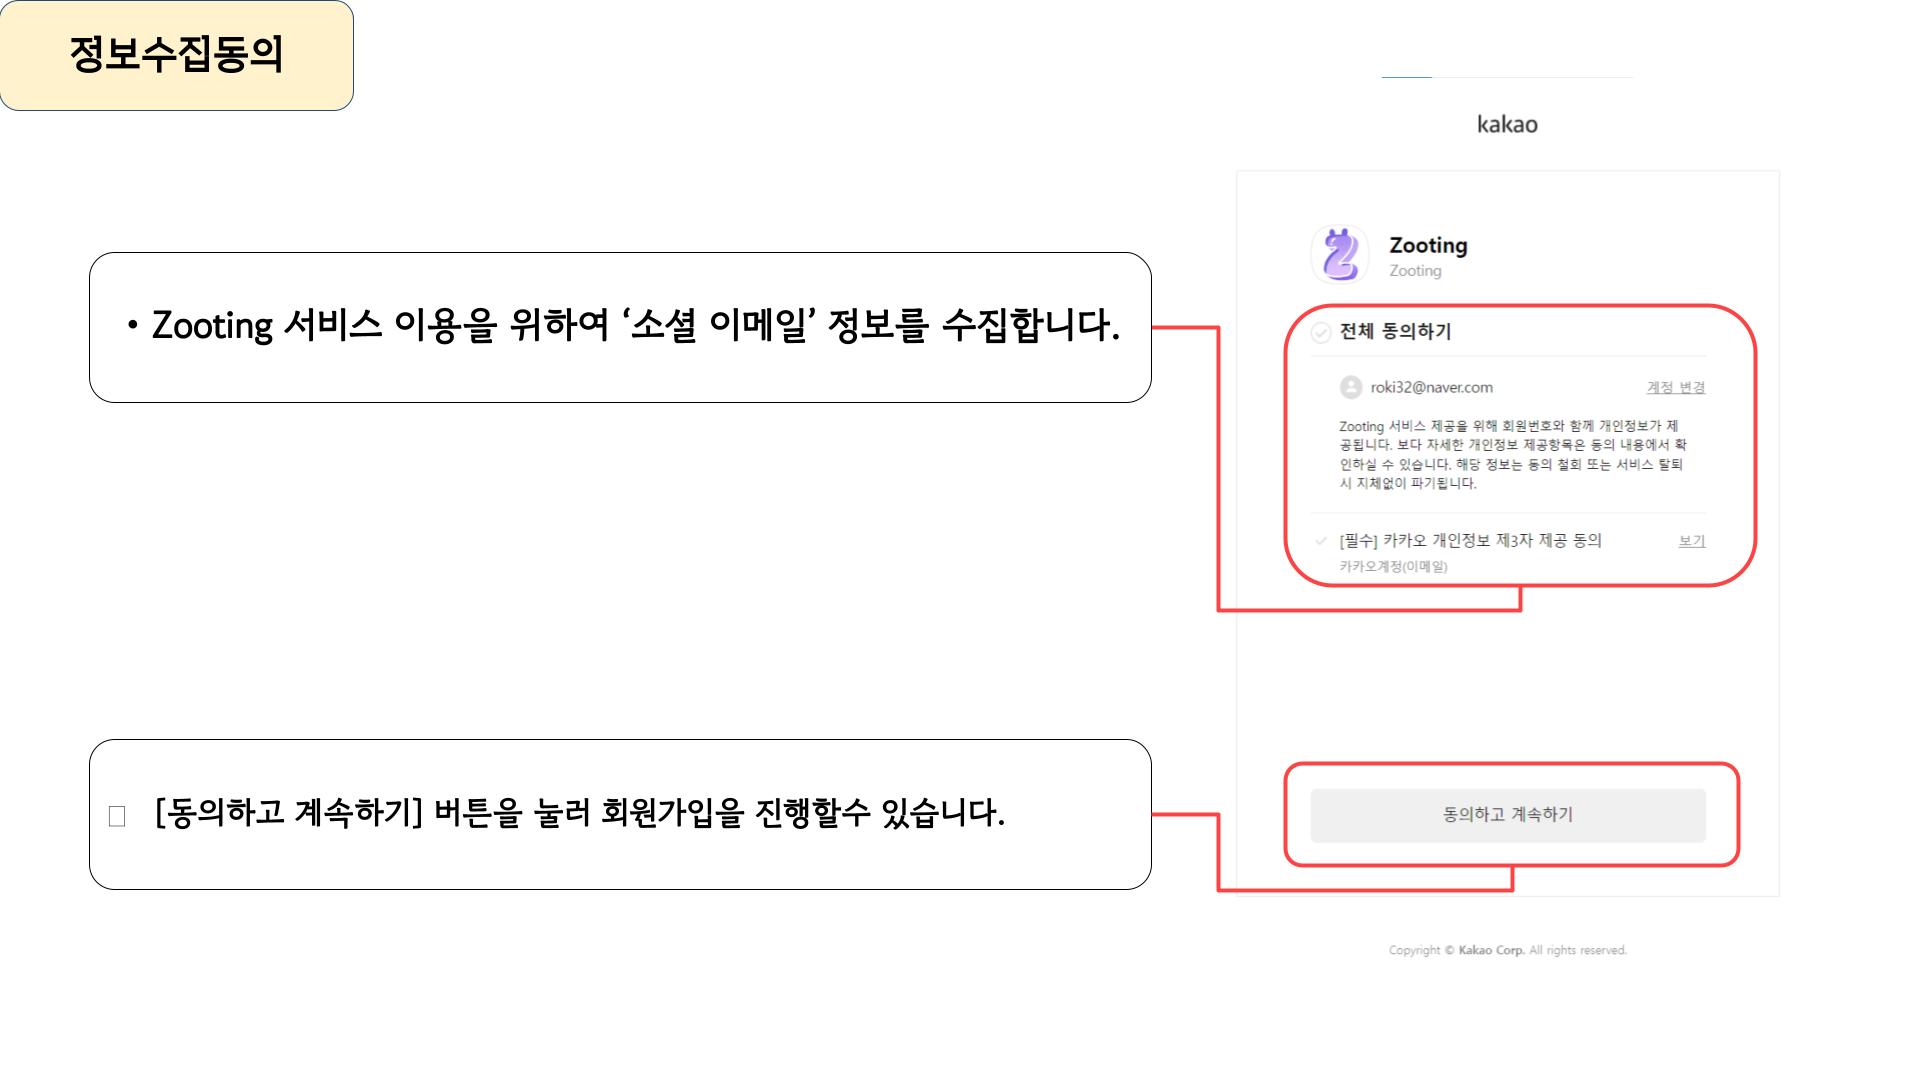 정보수집동의
• Zooting 서비스 이용을 위하여 ‘소셜 이메일’ 정보를 수집합니다.
[동의하고 계속하기] 버튼을 눌러 회원가입을 진행할수 있습니다.
kakao
Zooting
Zooting
전체 동의하기
roki32@naver.com 계정 변경
Zooting 서비스 제공을 위해 회원번호와 함께 개인정보가 제
공됩니다. 보다 자세한 개인정보 제공항목은 동의 내용에서 확
인하실 수 있습니다. 해당 정보는 동의 철회 또는 서비스 탈퇴
시 지체없이 파기됩니다.
[필수] 카카오 개인정보 제3자 제공 동의 보기
카카오계정(이메일)
동의하고 계속하기
Copyright © Kakao Corp. All rights reserved.